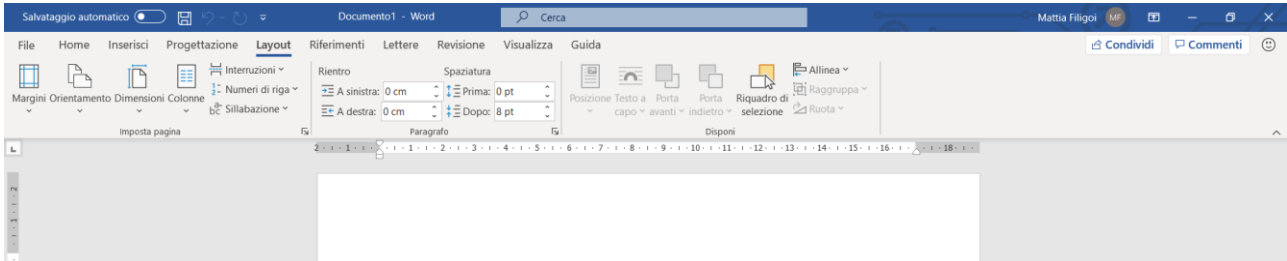 Salvataggio automatico Documento1 - Word Cerca Mattia Filigoi MF
File Home Inserisci Progettazione Layout Riferimenti Lettere Revisione Visualizza Guida Condividi Commenti
Margini Orientamento Dimensioni Colonne
Interruzioni
Numeri di riga
Sillabazione
Imposta pagina
Rientro Spaziatura
A sinistra: 0 cm Prima: 0 pt
A destra: 0 cm Dopo: 8 pt
Paragrafo
Posizione Testo a capo Porta avanti Porta indietro Riquadro di selezione
Allinea
Raggruppa
Ruota
Disponi
2 1 1 2 3 4 5 6 7 8 9 10 11 12 13 14 15 16 18
2
1